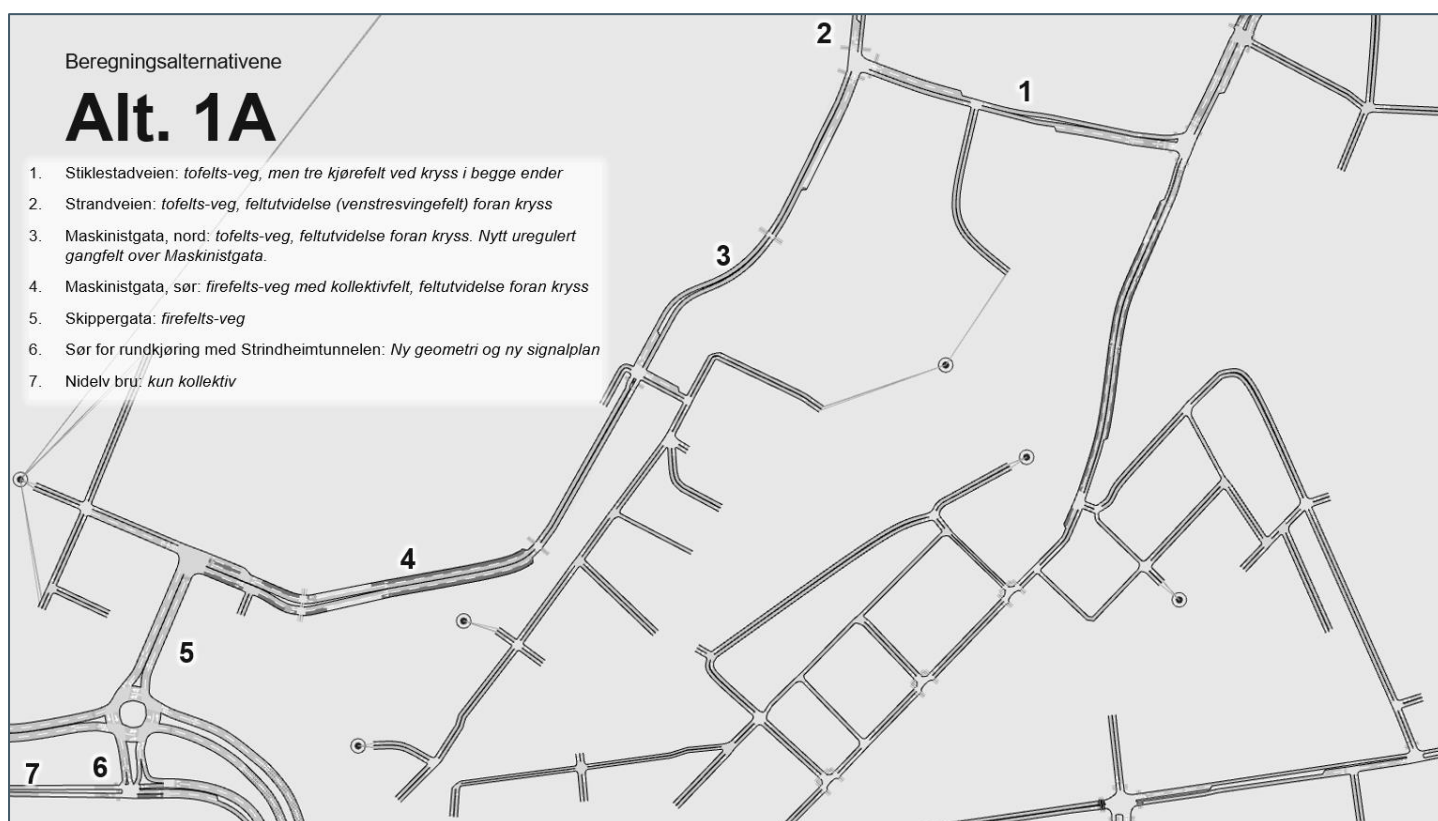 Beregningsalternativene
Alt. 1A
1. Stiklestadveien: tofelts-veg, men tre kjørefelt ved kryss i begge ender
2. Strandveien: tofelts-veg, feltutvidelse (venstresvingefelt) foran kryss
3. Maskinistgata, nord: tofelts-veg, feltutvidelse foran kryss. Nytt uregulert
gangfelt over Maskinistgata.
4. Maskinistgata, sør: firefelts-veg med kollektivfelt, feltutvidelse foran kryss
5. Skippergata: firefelts-veg
6. Sør for rundkjøring med Strindheimtunnelen: Ny geometri og ny signalplan
7. Nidelv bru: kun kollektiv
2
1
3
4
5
6
7